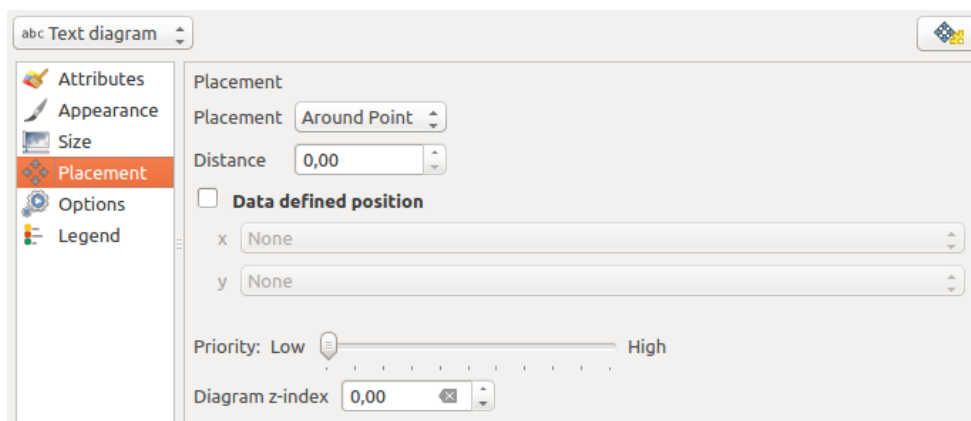 abc Text diagram
Attributes
Appearance
Size
Placement
Options
Legend
Placement
Placement Around Point
Distance 0,00
Data defined position
x None
y None
Priority: Low High
Diagram z-index 0,00